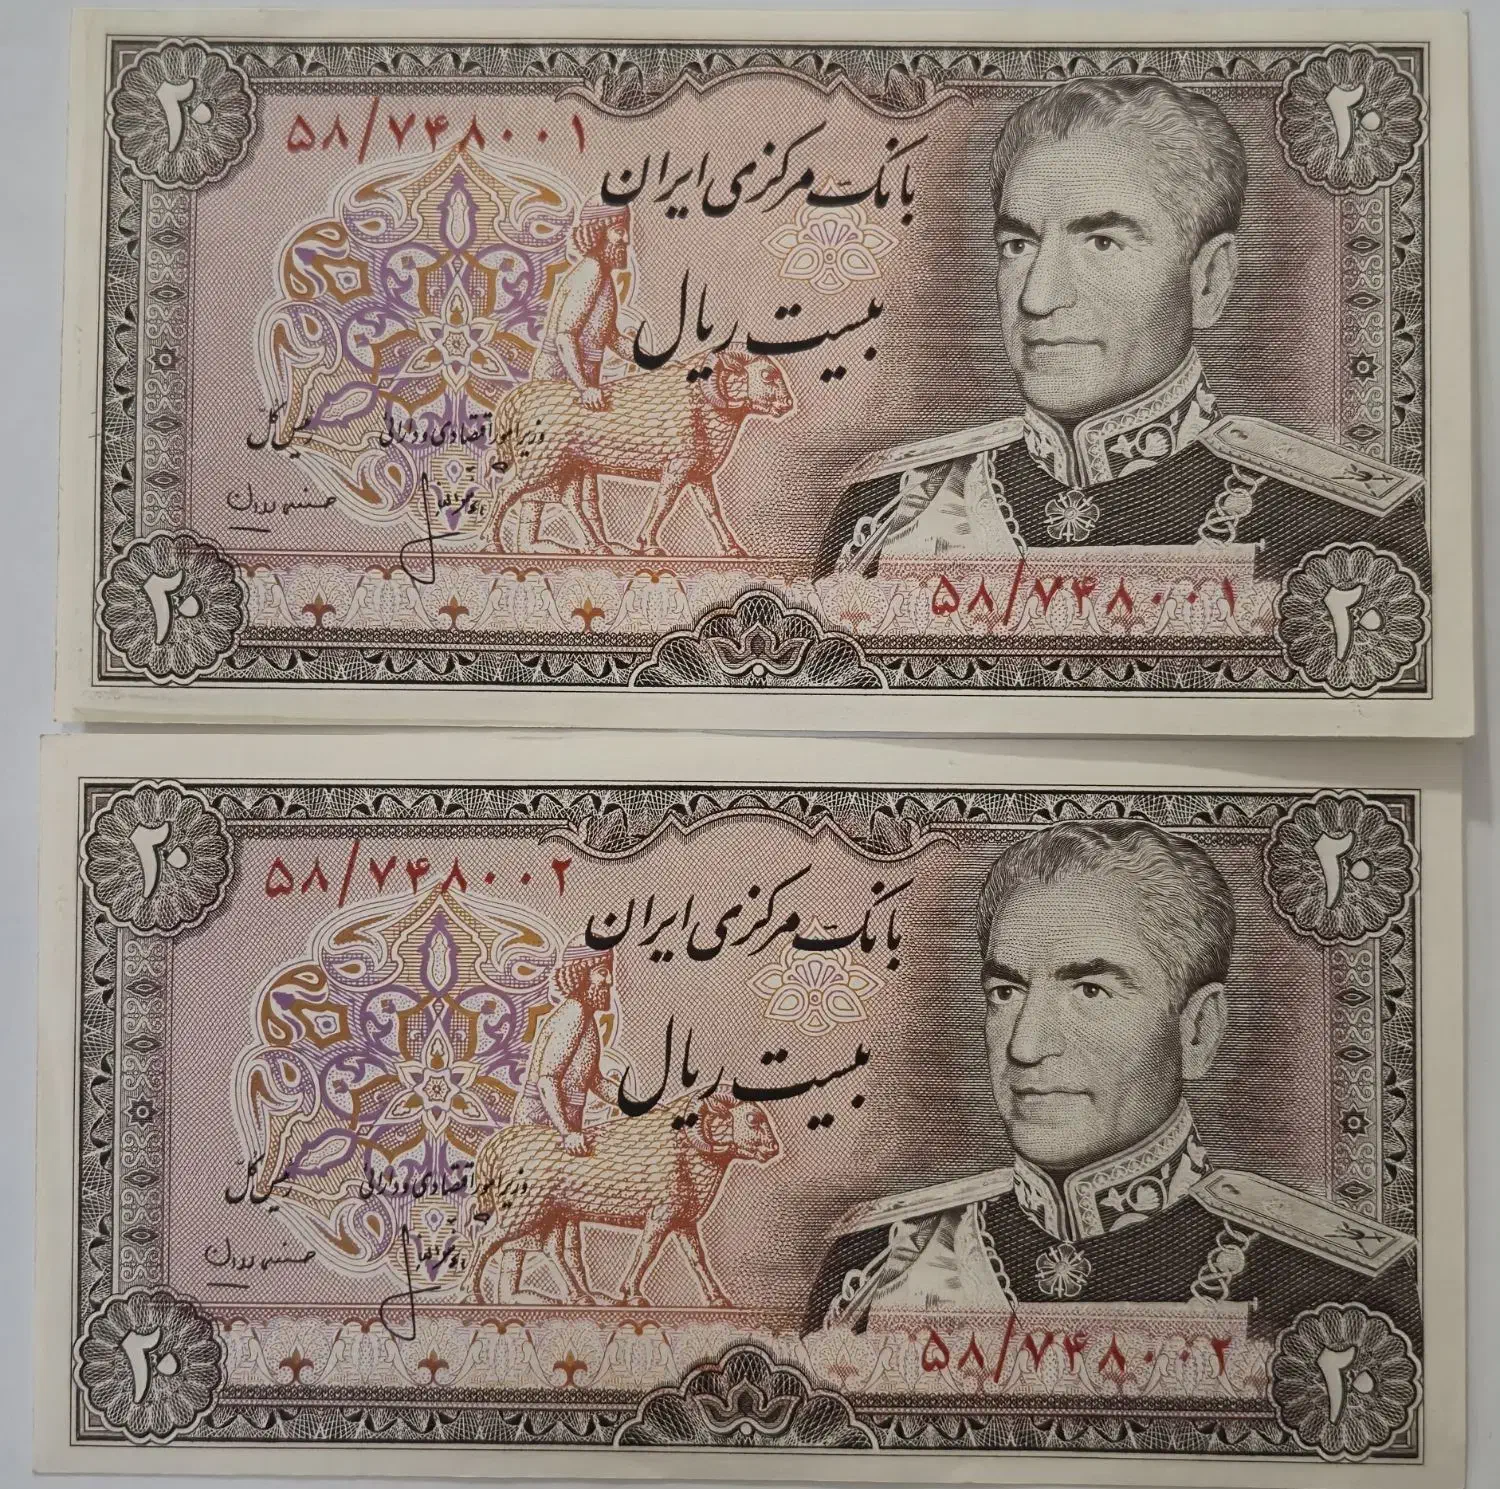 ۲۰
۲۰
۵۸/۷۴۸۰۰۱
بانک مرکزی ایران
بیست ریال
وزیر امور اقتصادی و دارائی
رئیس کل
۵۸/۷۴۸۰۰۱
۲۰
۲۰
۲۰
۲۰
۵۸/۷۴۸۰۰۲
بانک مرکزی ایران
بیست ریال
وزیر امور اقتصادی و دارائی
رئیس کل
۵۸/۷۴۸۰۰۲
۲۰
۲۰